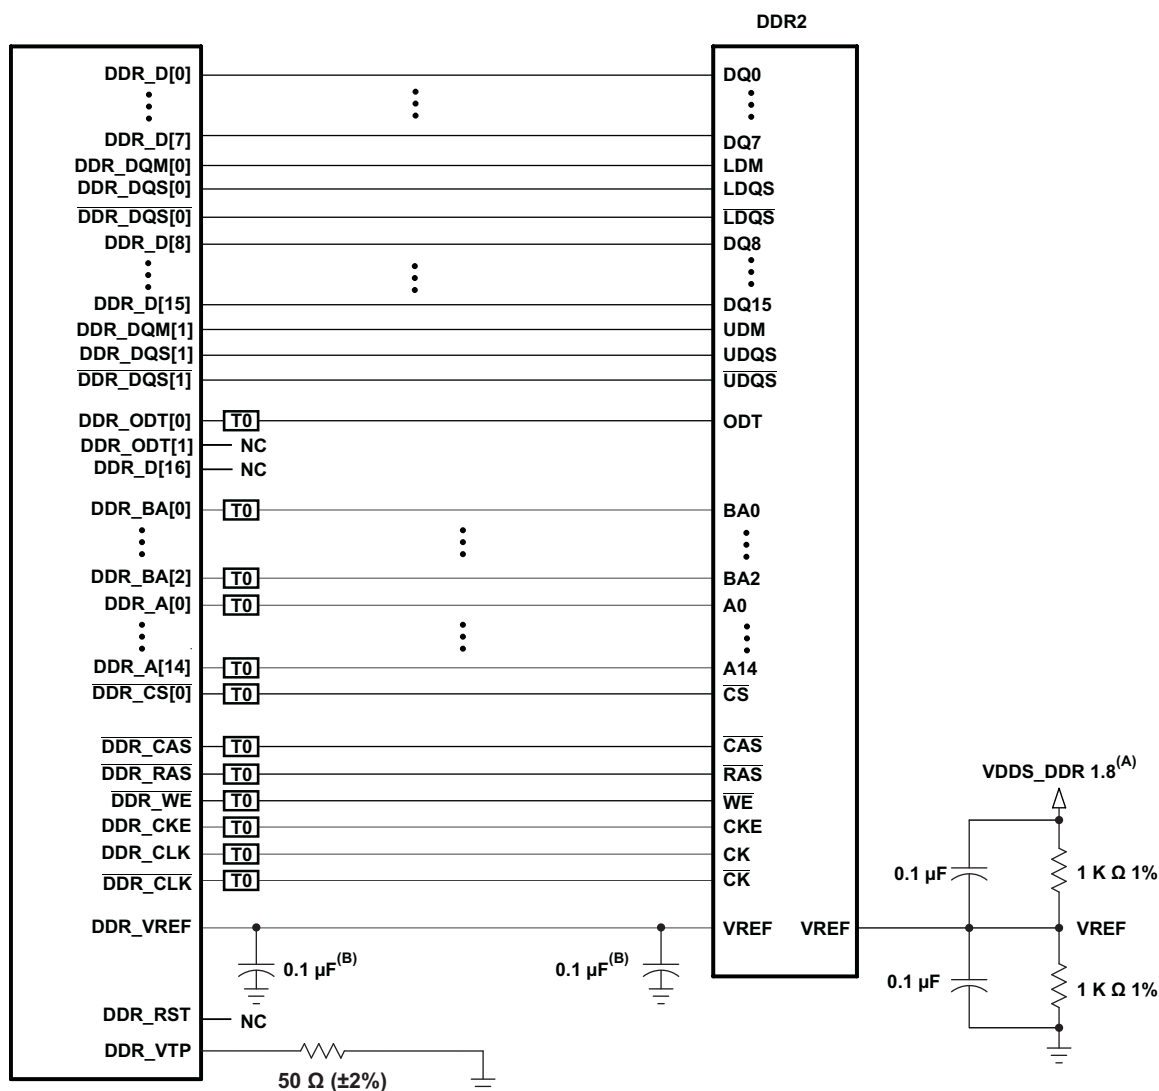 DDR2
DDR_D[0] DQ0
DDR_D[7] DQ7
DDR_DQM[0] LDM
DDR_DQS[0] LDQS
DDR_DQS[0] LDQS
DDR_D[8] DQ8
DDR_D[15] DQ15
DDR_DQM[1] UDM
DDR_DQS[1] UDQS
DDR_DQS[1] UDQS
DDR_ODT[0] T0 ODT
DDR_ODT[1] NC
DDR_D[16] NC
DDR_BA[0] T0 BA0
DDR_BA[2] T0 BA2
DDR_A[0] T0 A0
DDR_A[14] T0 A14
DDR_CS[0] T0 CS
DDR_CAS T0 CAS
DDR_RAS T0 RAS
DDR_WE T0 WE
DDR_CKE T0 CKE
DDR_CLK T0 CK
DDR_CLK T0 CK
VDDS_DDR 1.8(A)
0.1 µF 1 K Ω 1%
DDR_VREF VREF VREF VREF
0.1 µF(B) 0.1 µF(B) 0.1 µF 1 K Ω 1%
DDR_RST NC
DDR_VTP
50 Ω (±2%)